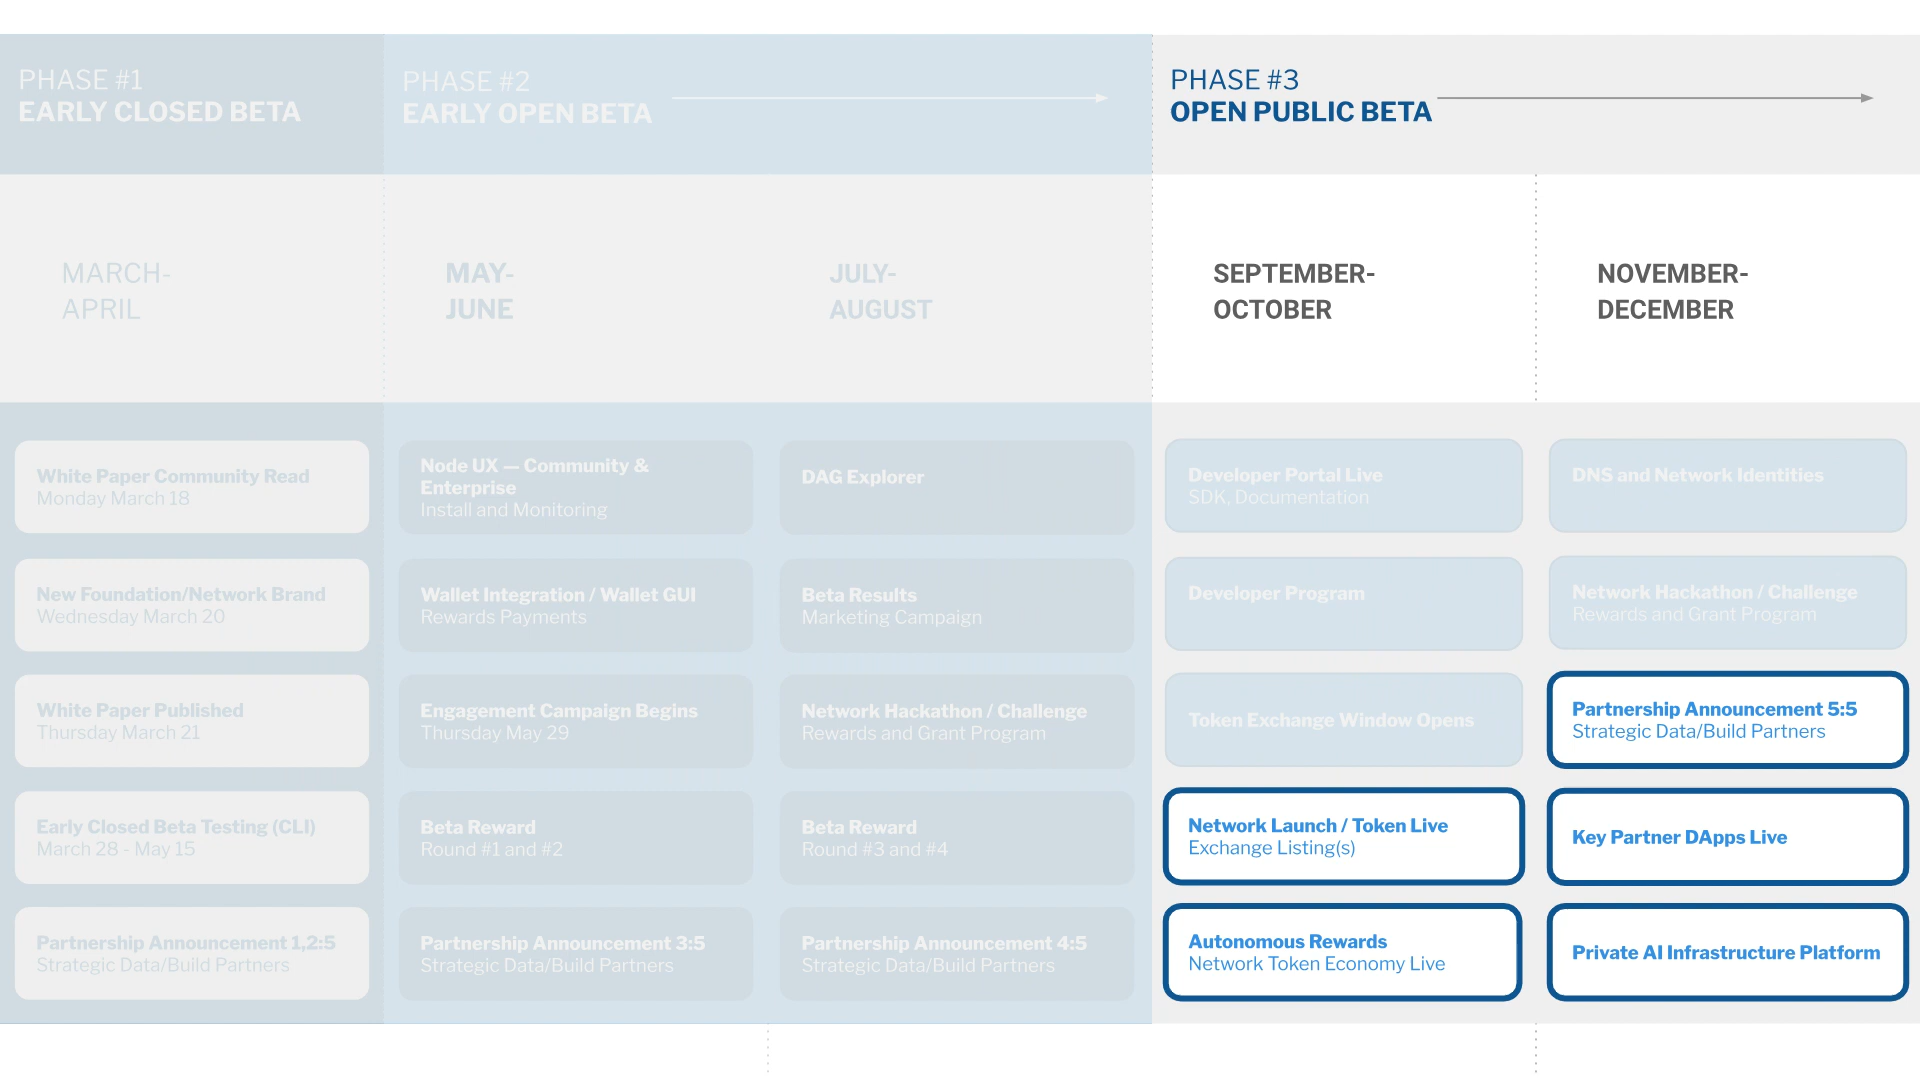 PHASE #1
EARLY CLOSED BETA
PHASE #2
EARLY OPEN BETA
PHASE #3
OPEN PUBLIC BETA
MARCH-
APRIL
MAY-
JUNE
JULY-
AUGUST
SEPTEMBER-
OCTOBER
NOVEMBER-
DECEMBER
White Paper Community Read
Monday March 18
New Foundation/Network Brand
Wednesday March 20
White Paper Published
Thursday March 21
Early Closed Beta Testing (CLI)
March 28 - May 15
Partnership Announcement 1,2:5
Strategic Data/Build Partners
Node UX — Community &
Enterprise
Install and Monitoring
Wallet Integration / Wallet GUI
Rewards Payments
Engagement Campaign Begins
Thursday May 29
Beta Reward
Round #1 and #2
Partnership Announcement 3:5
Strategic Data/Build Partners
DAG Explorer
Beta Results
Marketing Campaign
Network Hackathon / Challenge
Rewards and Grant Program
Beta Reward
Round #3 and #4
Partnership Announcement 4:5
Strategic Data/Build Partners
Developer Portal Live
SDK, Documentation
Developer Program
Token Exchange Window Opens
Network Launch / Token Live
Exchange Listing(s)
Autonomous Rewards
Network Token Economy Live
DNS and Network Identities
Network Hackathon / Challenge
Rewards and Grant Program
Partnership Announcement 5:5
Strategic Data/Build Partners
Key Partner DApps Live
Private AI Infrastructure Platform